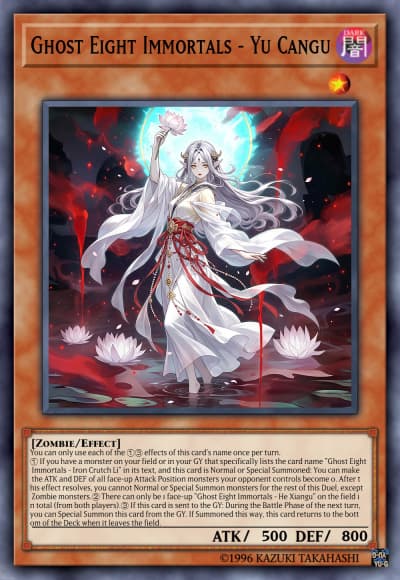 Ghost Eight Immortals - Yu Cangu
DARK
闇
[Zombie/Effect]
You can only use each of the ①③ effects of this card's name once per turn.
① If you have a monster on your field or in your GY that specifically lists the card name "Ghost Eight
Immortals - Iron Crutch Li" in its text, and this card is Normal or Special Summoned: You can make
the ATK and DEF of all face-up Attack Position monsters your opponent controls become 0. After t
his effect resolves, you cannot Normal or Special Summon monsters for the rest of this Duel, except
Zombie monsters.② There can only be 1 face-up "Ghost Eight Immortals - He Xiangu" on the field i
n total (from both players).③ If this card is sent to the GY: During the Battle Phase of the next turn,
you can Special Summon this card from the GY. If Summoned this way, this card returns to the bott
om of the Deck when it leaves the field.
ATK/ 500 DEF/ 800
©1996 KAZUKI TAKAHASHI